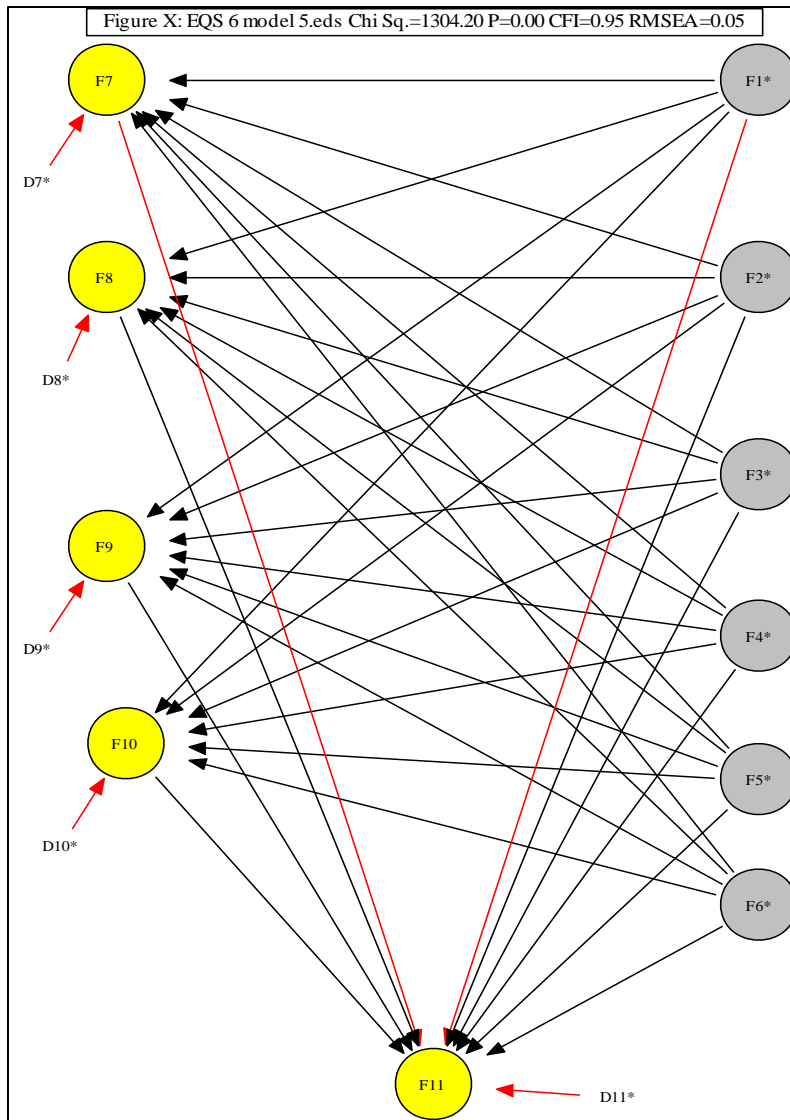 Figure X: EQS 6 model 5.eds Chi Sq.=1304.20 P=0.00 CFI=0.95 RMSEA=0.05
F7
F1*
D7*
F8
F2*
D8*
F3*
F9
F4*
D9*
F10
F5*
D10*
F6*
F11
D11*